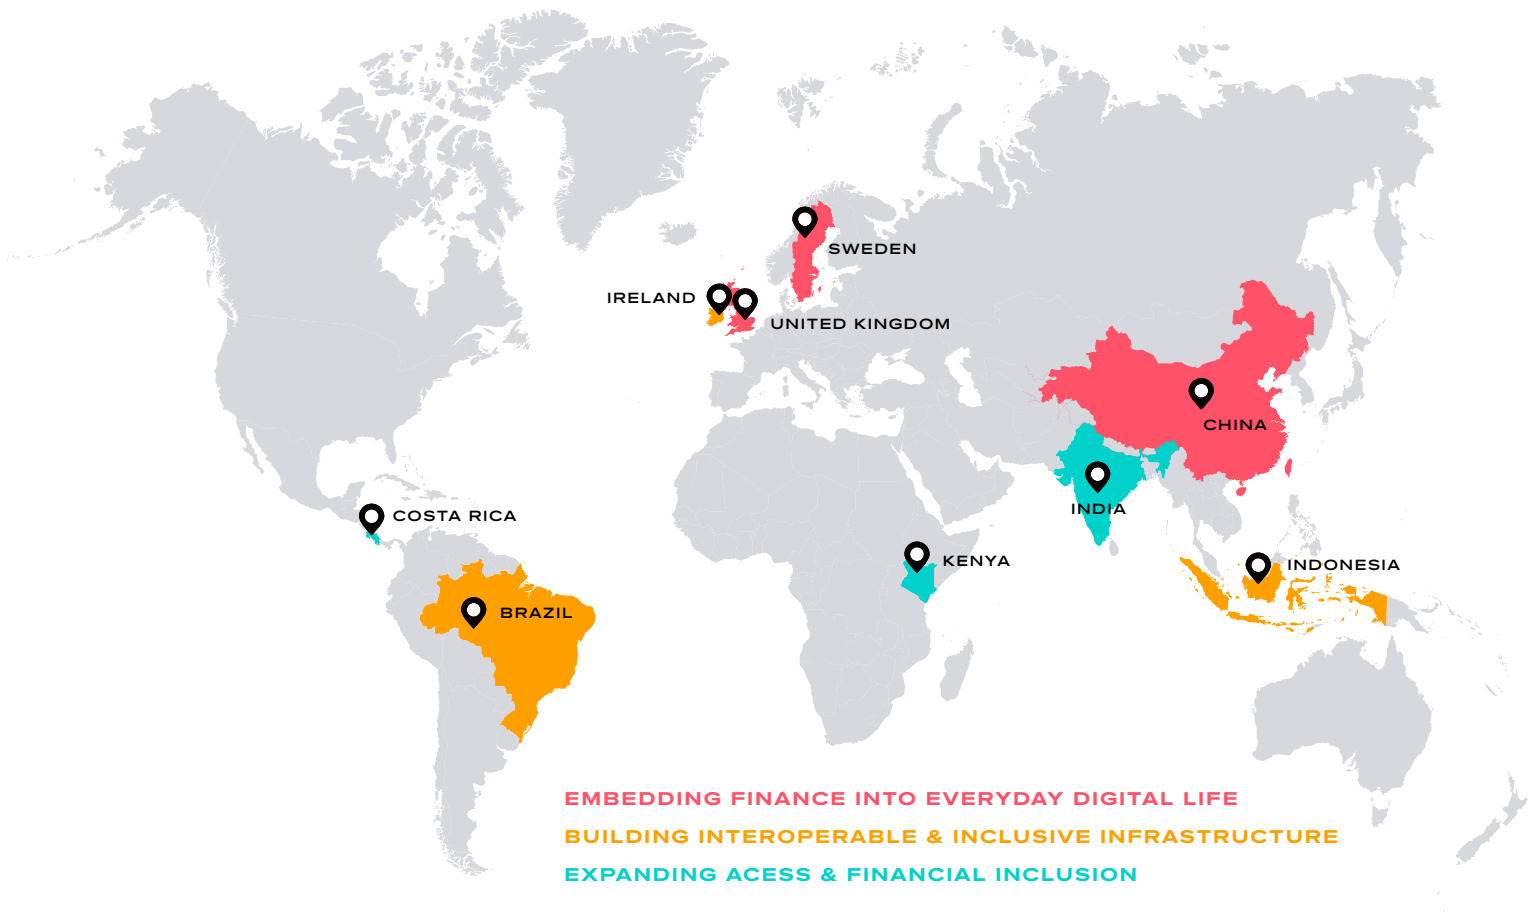 SWEDEN
IRELAND
UNITED KINGDOM
CHINA
INDIA
COSTA RICA
KENYA
INDONESIA
BRAZIL
EMBEDDING FINANCE INTO EVERYDAY DIGITAL LIFE
BUILDING INTEROPERABLE & INCLUSIVE INFRASTRUCTURE
EXPANDING ACESS & FINANCIAL INCLUSION